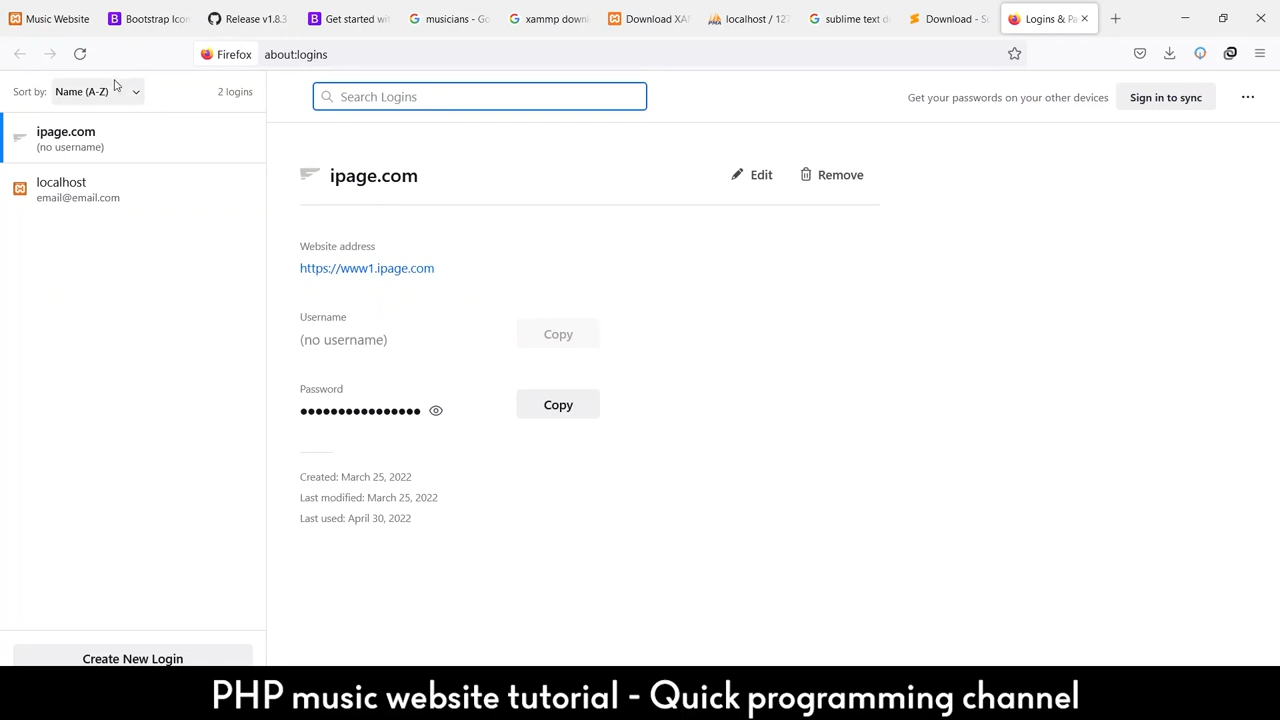 Music Website
Bootstrap Icon
Release v1.8.3
Get started wit
musicians - Go
xampp downl
Download XAM
localhost / 127
sublime text d
Download - Su
Logins & Pa
Firefox
about:logins
Sort by:
Name (A-Z)
2 logins
Search Logins
Get your passwords on your other devices
Sign in to sync
ipage.com
(no username)
localhost
email@email.com
ipage.com
Edit
Remove
Website address
https://www1.ipage.com
Username
(no username)
Copy
Password
●●●●●●●●●●●●●●●●
Copy
Created: March 25, 2022
Last modified: March 25, 2022
Last used: April 30, 2022
Create New Login
PHP music website tutorial - Quick programming channel